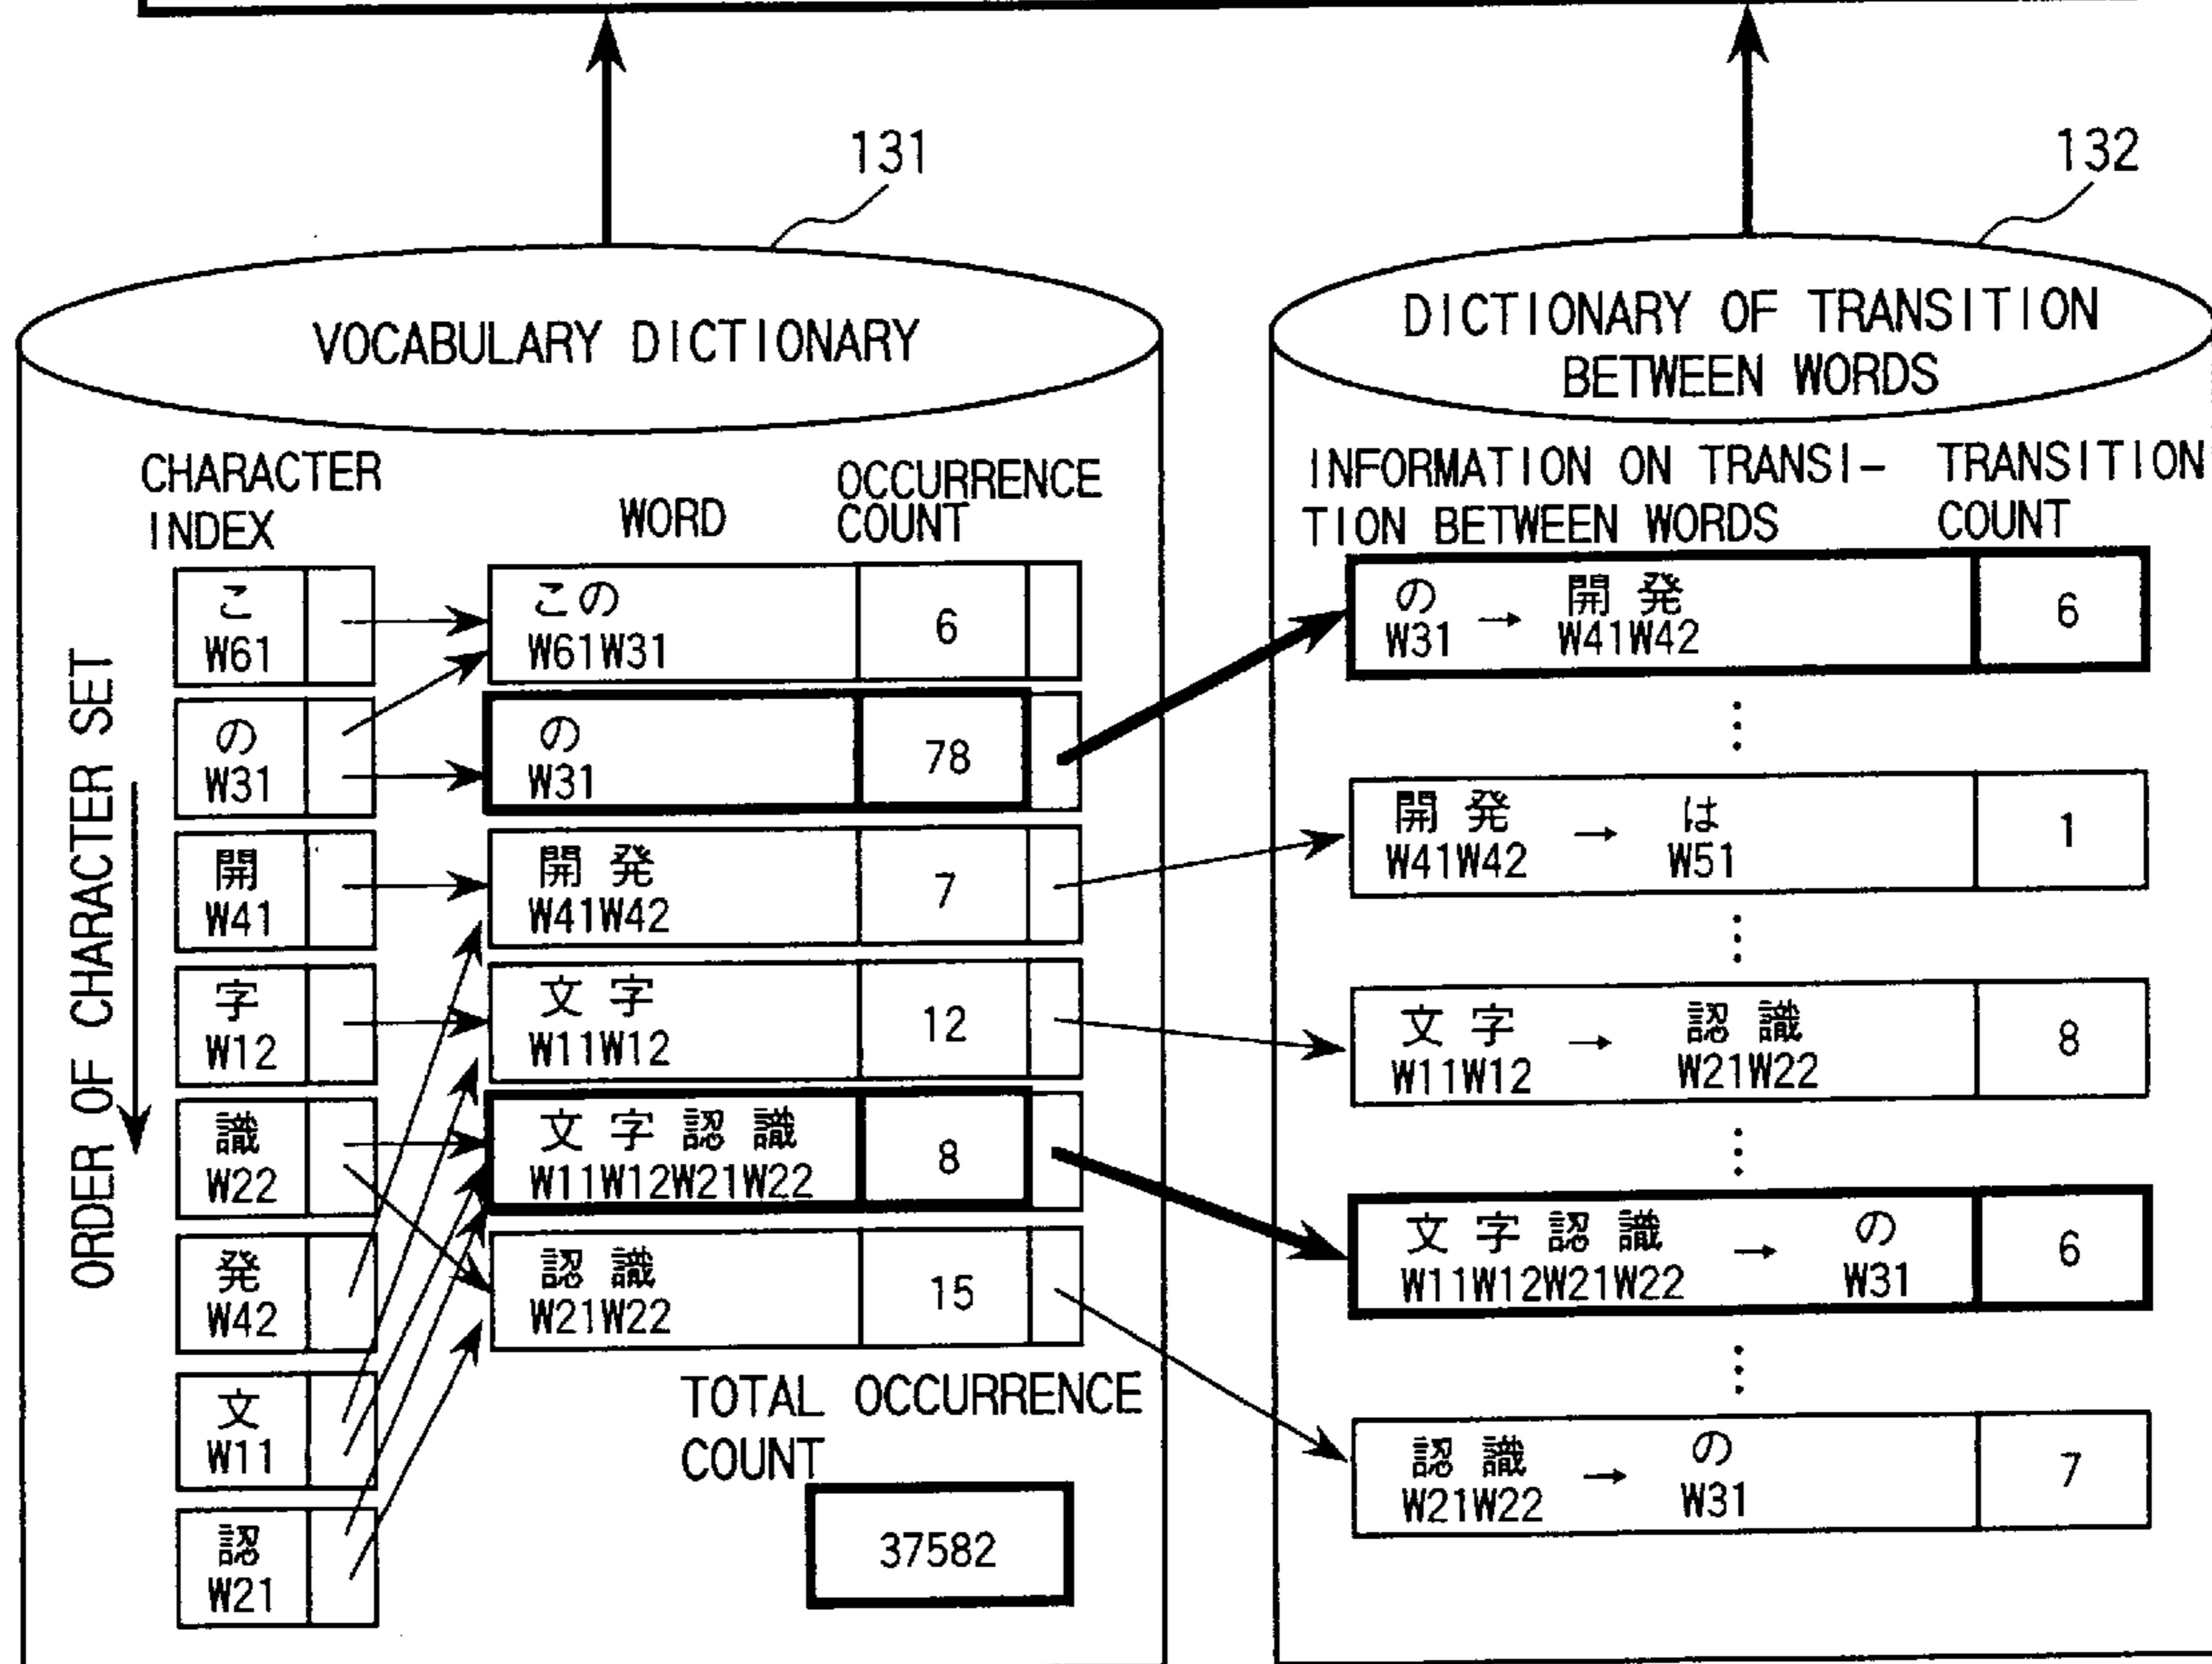 131
132
VOCABULARY DICTIONARY
DICTIONARY OF TRANSITION
BETWEEN WORDS
ORDER OF CHARACTER SET
CHARACTER
INDEX
こ
W61
の
W31
開
W41
字
W12
識
W22
発
W42
文
W11
認
W21
WORD
OCCURRENCE
COUNT
この
W61W31
6
の
W31
78
開発
W41W42
7
文字
W11W12
12
文字認識
W11W12W21W22
8
認識
W21W22
15
TOTAL OCCURRENCE
COUNT
37582
INFORMATION ON TRANSI-
TION BETWEEN WORDS
TRANSITION
COUNT
の → 開発
W31 W41W42
6
⋮
開発 → は
W41W42 W51
1
⋮
文字 → 認識
W11W12 W21W22
8
⋮
文字認識 → の
W11W12W21W22 W31
6
⋮
認識 → の
W21W22 W31
7